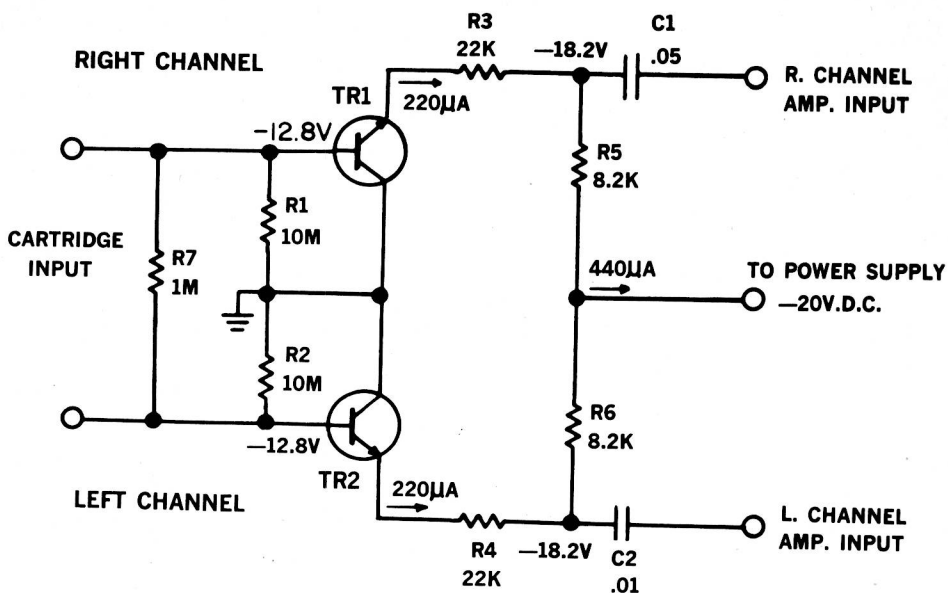 RIGHT CHANNEL
R3
22K
—18.2V
C1
.05
R. CHANNEL
AMP. INPUT
220µA
TR1
-12.8V
R5
8.2K
R1
10M
CARTRIDGE
INPUT
R7
1M
440µA
TO POWER SUPPLY
—20V.D.C.
R2
10M
R6
8.2K
—12.8V
TR2
220µA
LEFT CHANNEL
R4
22K
—18.2V
C2
.01
L. CHANNEL
AMP. INPUT